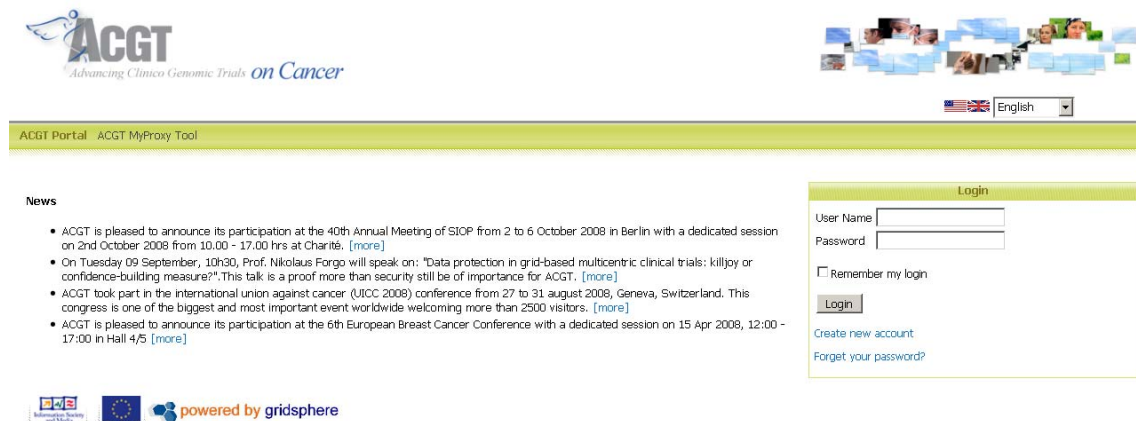 ACGT
Advancing Clinico Genomic Trials on Cancer
English
ACGT Portal ACGT MyProxy Tool
News
• ACGT is pleased to announce its participation at the 40th Annual Meeting of SIOP from 2 to 6 October 2008 in Berlin with a dedicated session
on 2nd October 2008 from 10.00 - 17.00 hrs at Charité. [more]
• On Tuesday 09 September, 10h30, Prof. Nikolaus Forgo will speak on: "Data protection in grid-based multicentric clinical trials: killjoy or
confidence-building measure?".This talk is a proof more than security still be of importance for ACGT. [more]
• ACGT took part in the international union against cancer (UICC 2008) conference from 27 to 31 august 2008, Geneva, Switzerland. This
congress is one of the biggest and most important event worldwide welcoming more than 2500 visitors. [more]
• ACGT is pleased to announce its participation at the 6th European Breast Cancer Conference with a dedicated session on 15 Apr 2008, 12:00 -
17:00 in Hall 4/5 [more]
Login
User Name
Password
Remember my login
Login
Create new account
Forget your password?
Information Society
and Media
powered by gridsphere